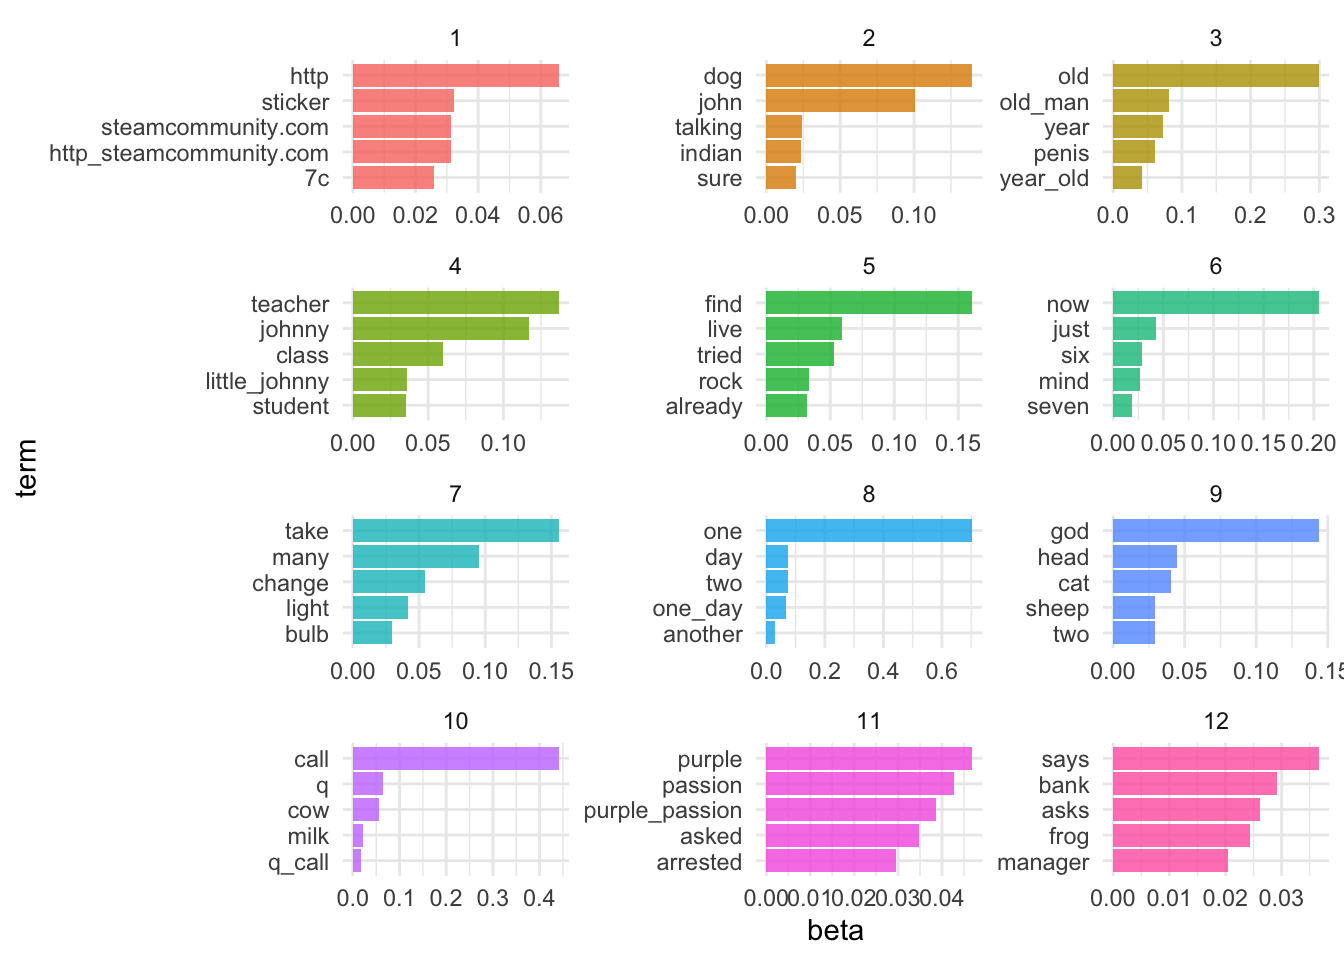 1
http
sticker
steamcommunity.com
http_steamcommunity.com
7c
0.00 0.02 0.04 0.06
2
dog
john
talking
indian
sure
0.00 0.05 0.10
3
old
old_man
year
penis
year_old
0.0 0.1 0.2 0.3
4
teacher
johnny
class
little_johnny
student
0.00 0.05 0.10
5
find
live
tried
rock
already
0.00 0.05 0.10 0.15
6
now
just
six
mind
seven
0.00 0.05 0.10 0.15 0.20
7
take
many
change
light
bulb
0.00 0.05 0.10 0.15
8
one
day
two
one_day
another
0.0 0.2 0.4 0.6
9
god
head
cat
sheep
two
0.00 0.05 0.10 0.15
10
call
q
cow
milk
q_call
0.0 0.1 0.2 0.3 0.4
11
purple
passion
purple_passion
asked
arrested
0.00 0.01 0.02 0.03 0.04
12
says
bank
asks
frog
manager
0.00 0.01 0.02 0.03
term
beta